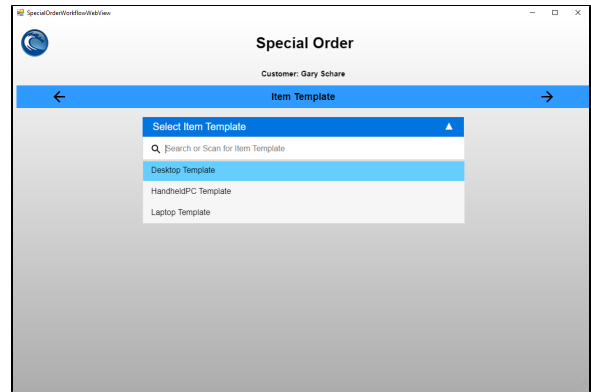 SpecialOrderWorkflowWebView
Special Order
Customer: Gary Schare
Item Template
Select Item Template
Search or Scan for Item Template
Desktop Template
HandheldPC Template
Laptop Template